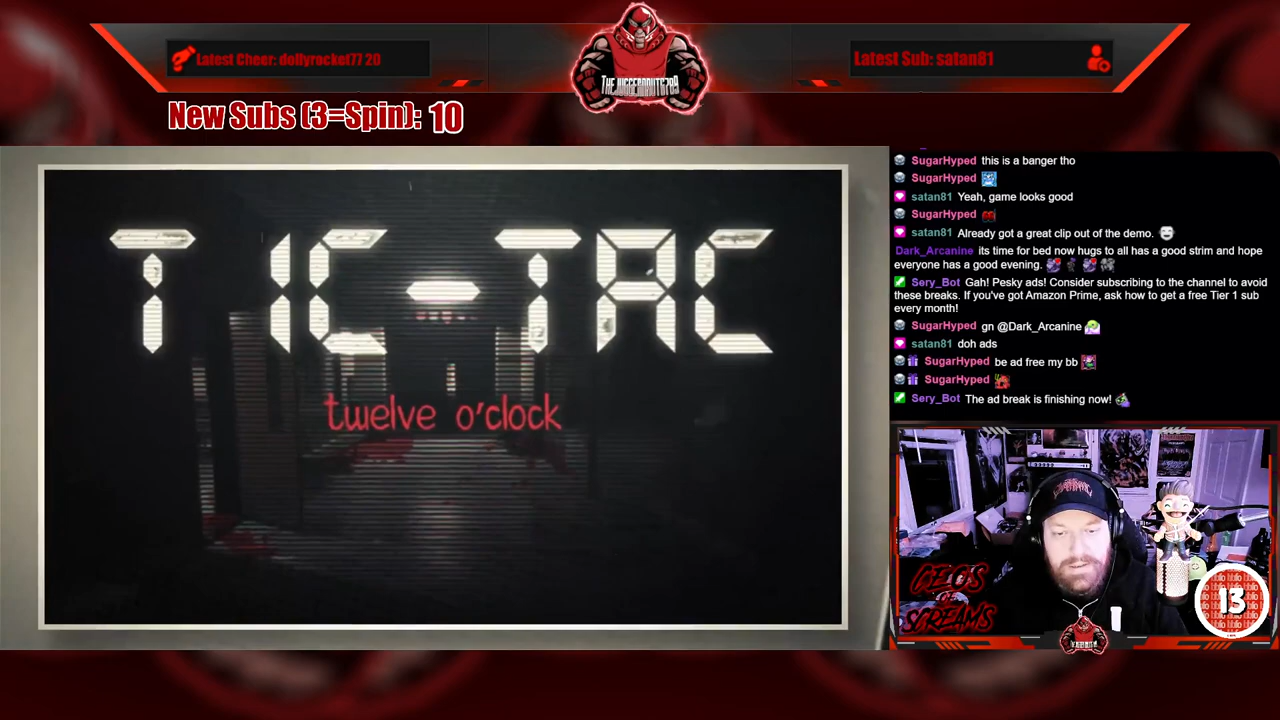 Latest Cheer: dollyrocket77 20
THEJUGGERNAUT6789
Latest Sub: satan81
New Subs (3=Spin): 10
TIC-TAC
twelve o'clock
SugarHyped this is a banger tho
SugarHyped
satan81 Yeah, game looks good
SugarHyped
satan81 Already got a great clip out of the demo.
Dark_Arcanine its time for bed now hugs to all has a good strim and hope
everyone has a good evening.
Sery_Bot Gah! Pesky ads! Consider subscribing to the channel to avoid
these breaks. If you've got Amazon Prime, ask how to get a free Tier 1 sub
every month!
SugarHyped gn @Dark_Arcanine
satan81 doh ads
SugarHyped be ad free my bb
SugarHyped
Sery_Bot The ad break is finishing now!
SCREAMS
13